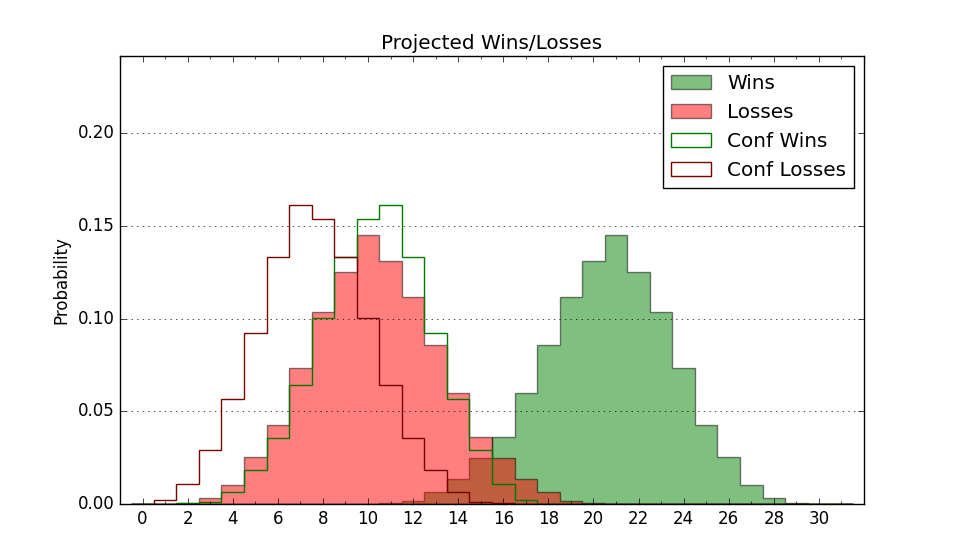 Projected Wins/Losses
Wins
Losses
Conf Wins
Conf Losses
Probability
0.20
0.15
0.10
0.05
0.00
0 2 4 6 8 10 12 14 16 18 20 22 24 26 28 30